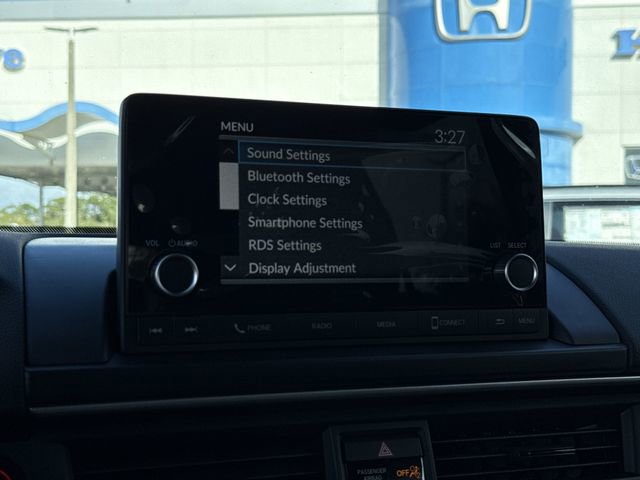 MENU
3:27
Sound Settings
Bluetooth Settings
Clock Settings
Smartphone Settings
RDS Settings
Display Adjustment
VOL
AUDIO
LIST
SELECT
PHONE
RADIO
MEDIA
CONNECT
MENU
PASSENGER
AIRBAG
OFF